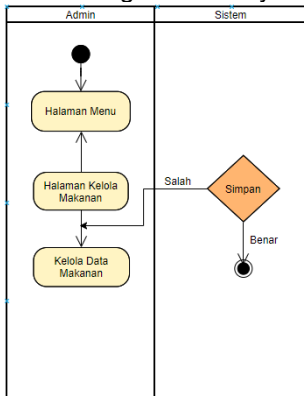 Admin
Sistem
Halaman Menu
Halaman Kelola
Makanan
Salah
Simpan
Benar
Kelola Data
Makanan